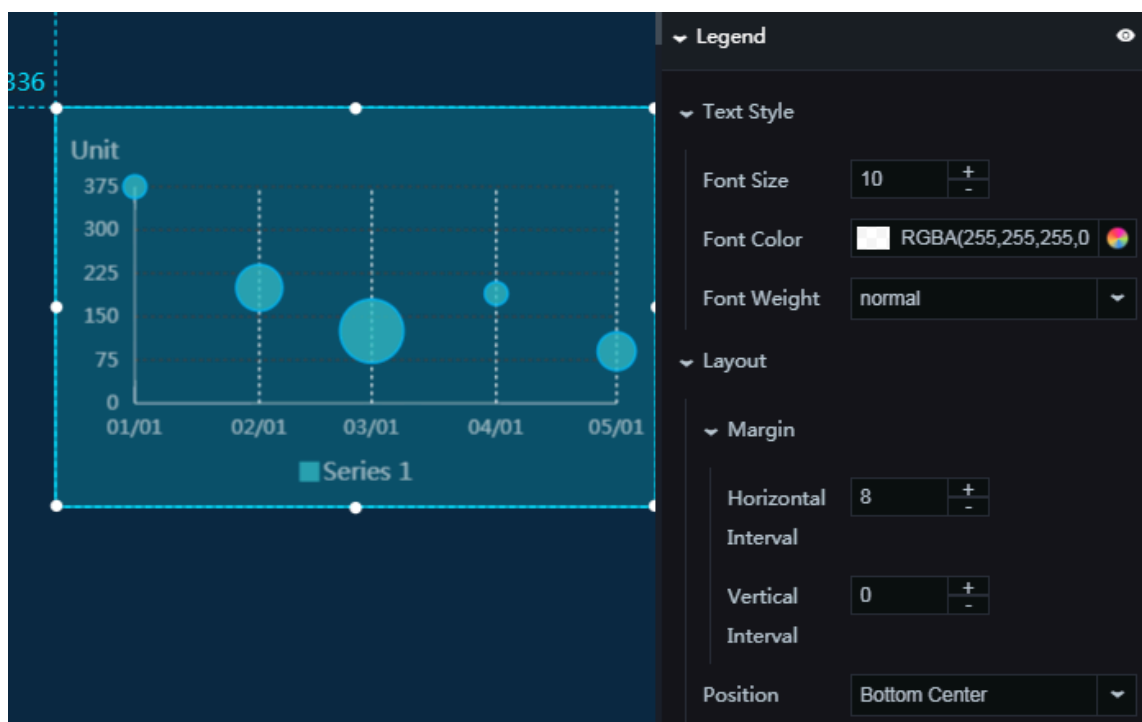 336
Unit
375
300
225
150
75
0
01/01 02/01 03/01 04/01 05/01
Series 1
Legend
Text Style
Font Size 10 + -
Font Color RGBA(255,255,255,0
Font Weight normal
Layout
Margin
Horizontal Interval 8 + -
Vertical Interval 0 + -
Position Bottom Center